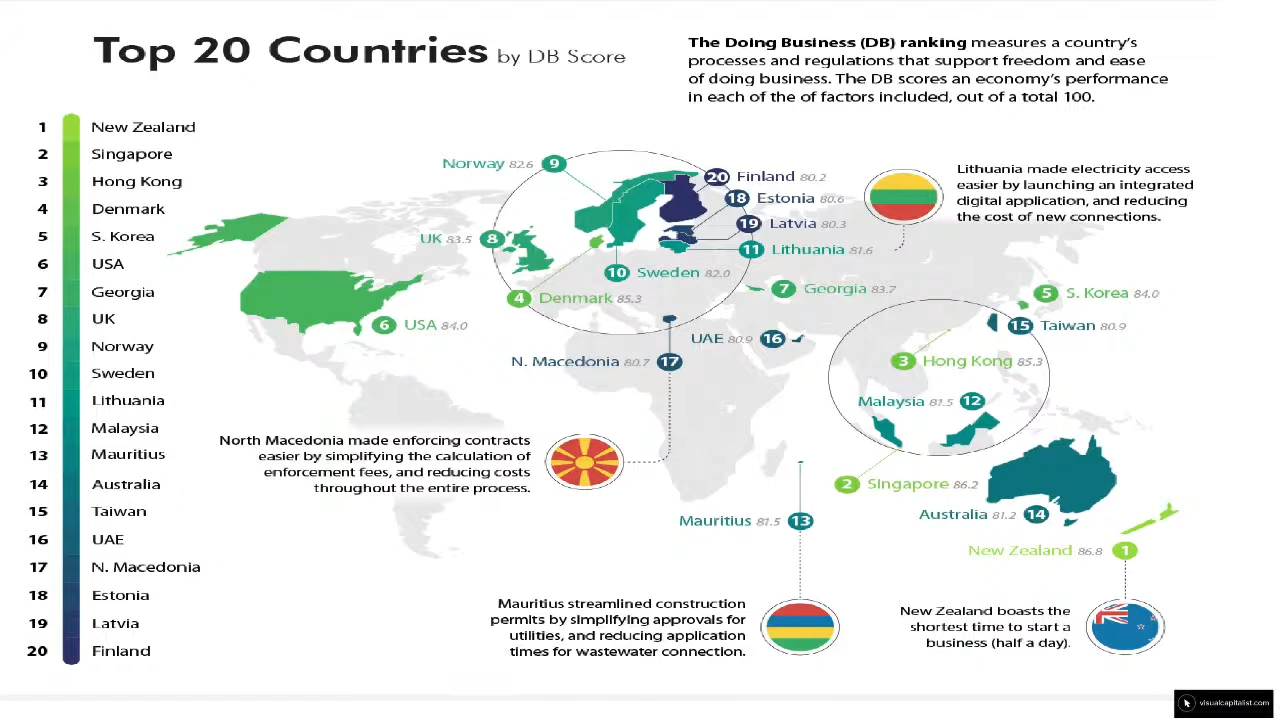 Top 20 Countries by DB Score
The Doing Business (DB) ranking measures a country's
processes and regulations that support freedom and ease
of doing business. The DB scores an economy's performance
in each of the of factors included, out of a total 100.
1 New Zealand
2 Singapore
3 Hong Kong
4 Denmark
5 S. Korea
6 USA
7 Georgia
8 UK
9 Norway
10 Sweden
11 Lithuania
12 Malaysia
13 Mauritius
14 Australia
15 Taiwan
16 UAE
17 N. Macedonia
18 Estonia
19 Latvia
20 Finland
Norway 82.6 9
20 Finland 80.2
18 Estonia 80.6
19 Latvia 80.3
11 Lithuania 81.6
UK 83.5 8
10 Sweden 82.0
4 Denmark 85.3
7 Georgia 83.7
6 USA 84.0
5 S. Korea 84.0
15 Taiwan 80.9
UAE 80.9 16
N. Macedonia 80.7 17
3 Hong Kong 85.3
Malaysia 81.5 12
2 Singapore 86.2
Australia 81.2 14
Mauritius 81.5 13
New Zealand 86.8 1
Lithuania made electricity access
easier by launching an integrated
digital application, and reducing
the cost of new connections.
North Macedonia made enforcing contracts
easier by simplifying the calculation of
enforcement fees, and reducing costs
throughout the entire process.
Mauritius streamlined construction
permits by simplifying approvals for
utilities, and reducing application
times for wastewater connection.
New Zealand boasts the
shortest time to start a
business (half a day).
visualcapitalist.com